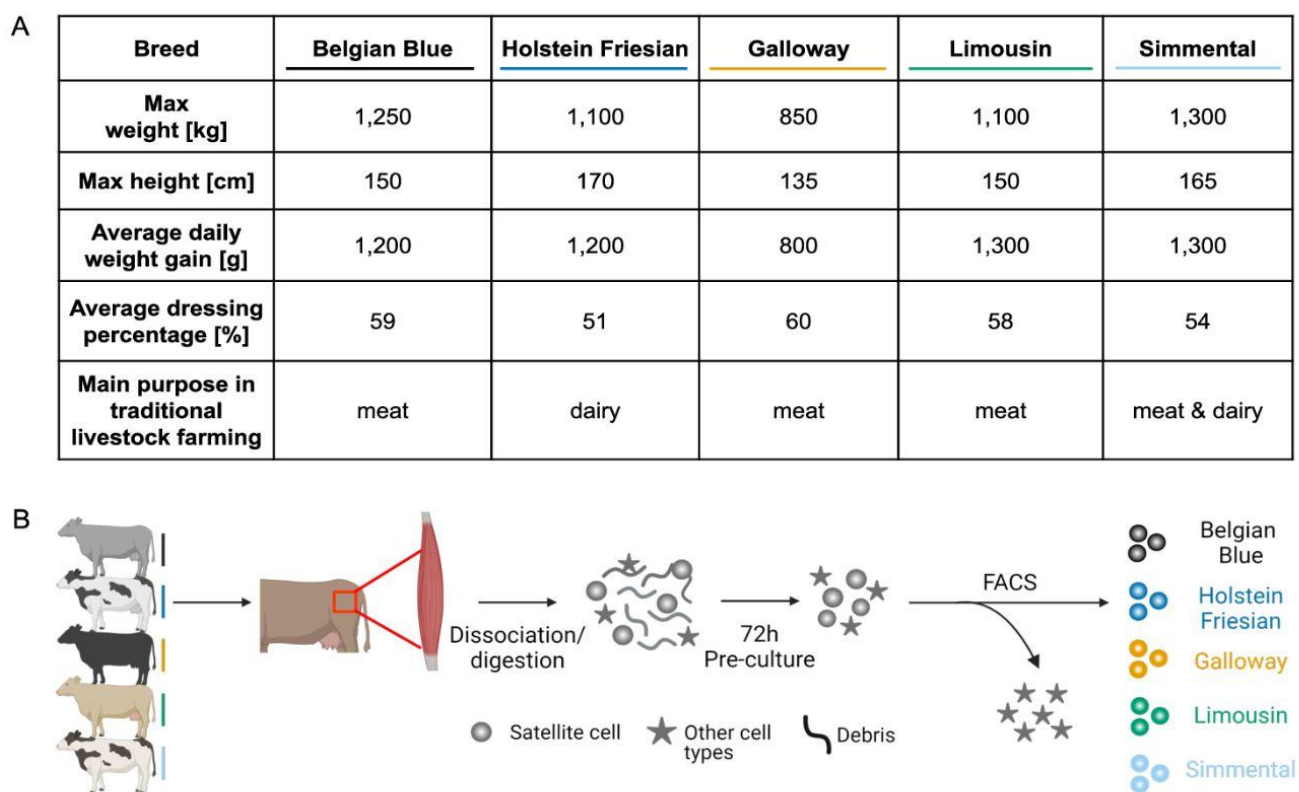 A
Breed Belgian Blue Holstein Friesian Galloway Limousin Simmental
Max
weight [kg] 1,250 1,100 850 1,100 1,300
Max height [cm] 150 170 135 150 165
Average daily
weight gain [g] 1,200 1,200 800 1,300 1,300
Average dressing
percentage [%] 59 51 60 58 54
Main purpose in
traditional
livestock farming meat dairy meat meat meat & dairy
B
Dissociation/
digestion
72h
Pre-culture
FACS
Belgian
Blue
Holstein
Friesian
Galloway
Limousin
Simmental
Satellite cell
Other cell
types
Debris